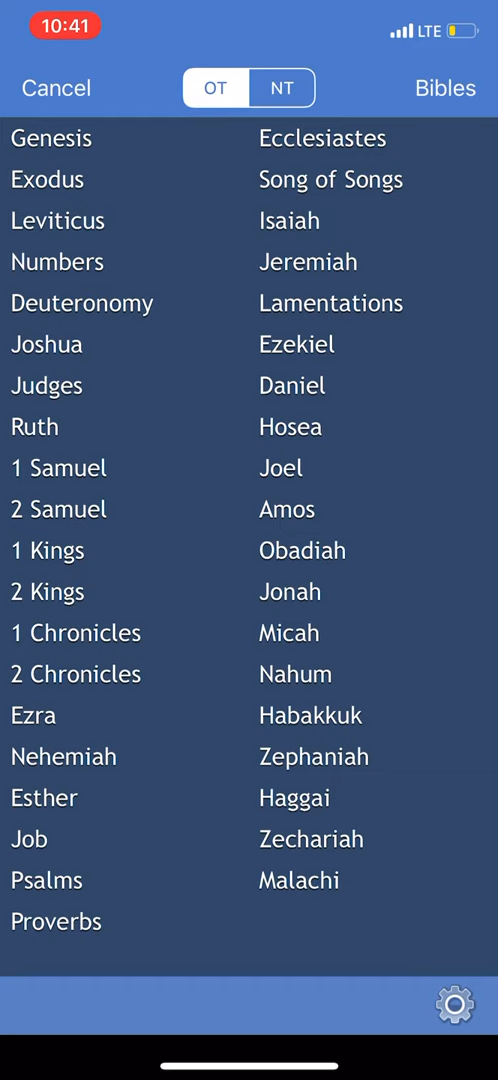 10:41
LTE
Cancel
OT
NT
Bibles
Genesis
Exodus
Leviticus
Numbers
Deuteronomy
Joshua
Judges
Ruth
1 Samuel
2 Samuel
1 Kings
2 Kings
1 Chronicles
2 Chronicles
Ezra
Nehemiah
Esther
Job
Psalms
Proverbs
Ecclesiastes
Song of Songs
Isaiah
Jeremiah
Lamentations
Ezekiel
Daniel
Hosea
Joel
Amos
Obadiah
Jonah
Micah
Nahum
Habakkuk
Zephaniah
Haggai
Zechariah
Malachi